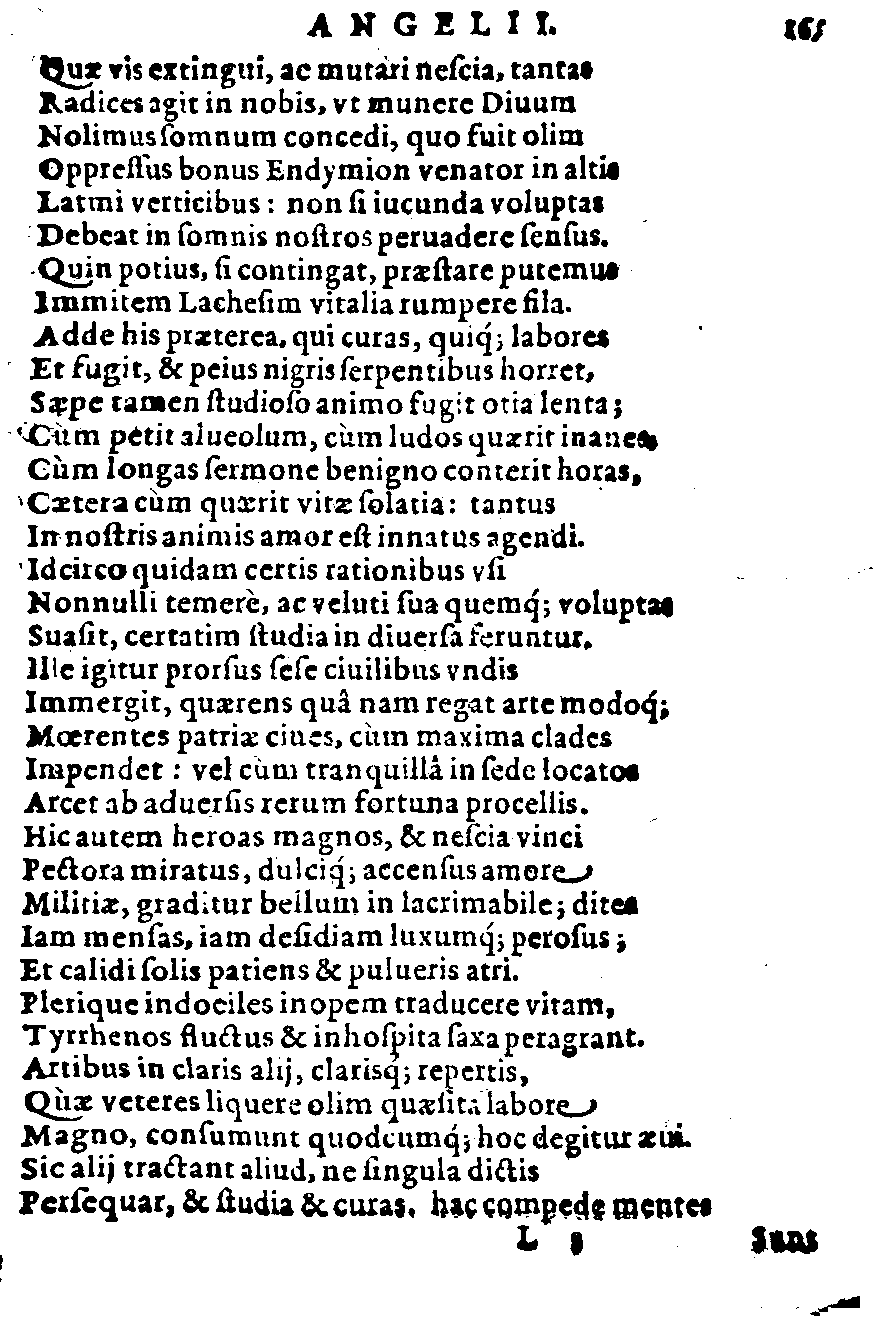 ANGELII. 165
Quæ vis extingui, ac mutàri neſcia, tantas
Radices agit in nobis, vt munere Diuum
Nolimus ſomnum concedi, quo fuit olim
Oppreſſus bonus Endymion venator in altis
Latmi verticibus: non ſi iucunda voluptas
Debeat in ſomnis noſtros peruadere ſenſus.
Quin potius, ſi contingat, præſtare putemus
Immitem Lacheſim vitalia rumpere fila.
Adde his præterea, qui curas, quiq́; labores
Et fugit, & peius nigris ſerpentibus horret,
Sæpe tamen ſtudioſo animo fugit otia lenta;
Cùm petit alueolum, cùm ludos quærit inanes,
Cùm longas ſermone benigno conterit horas,
Cætera cùm quærit vitæ ſolatia: tantus
In noſtris animis amor eſt innatus agendi.
Idcirco quidam certis rationibus vſi
Nonnulli temerè, ac veluti ſua quemq́; voluptas
Suaſit, certatim ſtudia in diuerſa feruntur.
Ille igitur prorſus ſeſe ciuilibus vndis
Immergit, quærens quâ nam regat arte modoq́;
Mœrentes patriæ ciues, cùm maxima clades
Impendet: vel cùm tranquillâ in ſede locatos
Arcet ab aduerſis rerum fortuna procellis.
Hic autem heroas magnos, & neſcia vinci
Pectora miratus, dulciq́; accenſus amore
Militiæ, graditur bellum in lacrimabile; dites
Iam menſas, iam deſidiam luxumq́; peroſus;
Et calidi ſolis patiens & pulueris atri.
Plerique indociles inopem traducere vitam,
Tyrrhenos fluctus & inhoſpita ſaxa peragrant.
Artibus in claris alij, clarisq́; repertis,
Quæ veteres liquere olim quæſita labore
Magno, conſumunt quodcumq́; hoc degitur æui.
Sic alij tractant aliud, ne ſingula dictis
Perſequar, & ſtudia & curas. hac compede mentes
L Suns